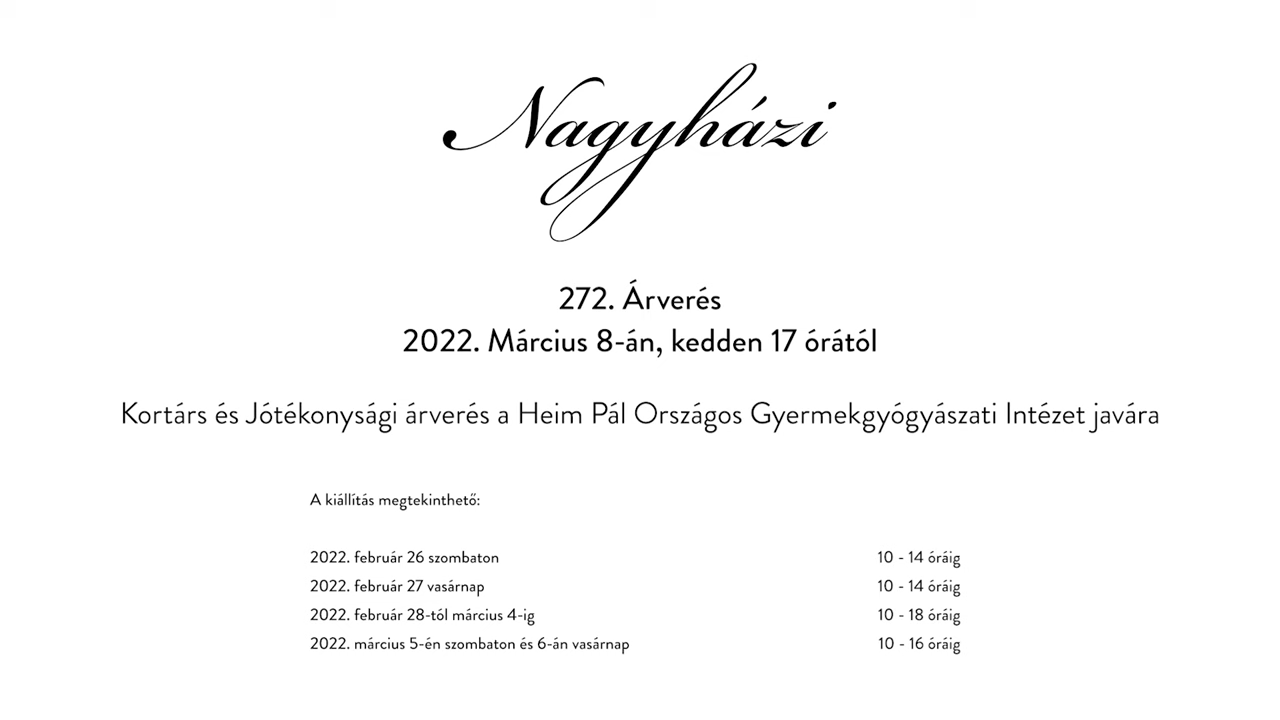 Nagyházi
272. Árverés
2022. Március 8-án, kedden 17 órától
Kortárs és Jótékonysági árverés a Heim Pál Országos Gyermekgyógyászati Intézet javára
A kiállítás megtekinthető:
2022. február 26 szombaton 10 - 14 óráig
2022. február 27 vasárnap 10 - 14 óráig
2022. február 28-tól március 4-ig 10 - 18 óráig
2022. március 5-én szombaton és 6-án vasárnap 10 - 16 óráig